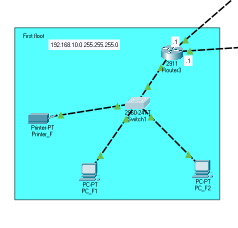 .1
First floor
192.168.10.0 255.255.255.0
2911
Router3
.1
2960-24TT
Switch1
Printer-PT
Printer_F
PC-PT
PC_F1
PC-PT
PC_F2